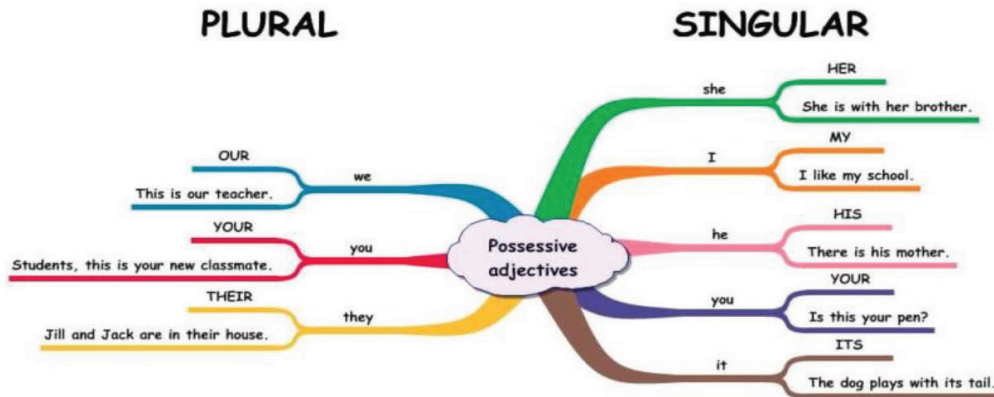 PLURAL
SINGULAR
Possessive
adjectives
we
OUR
This is our teacher.
you
YOUR
Students, this is your new classmate.
they
THEIR
Jill and Jack are in their house.
she
HER
She is with her brother.
I
MY
I like my school.
he
HIS
There is his mother.
you
YOUR
Is this your pen?
it
ITS
The dog plays with its tail.